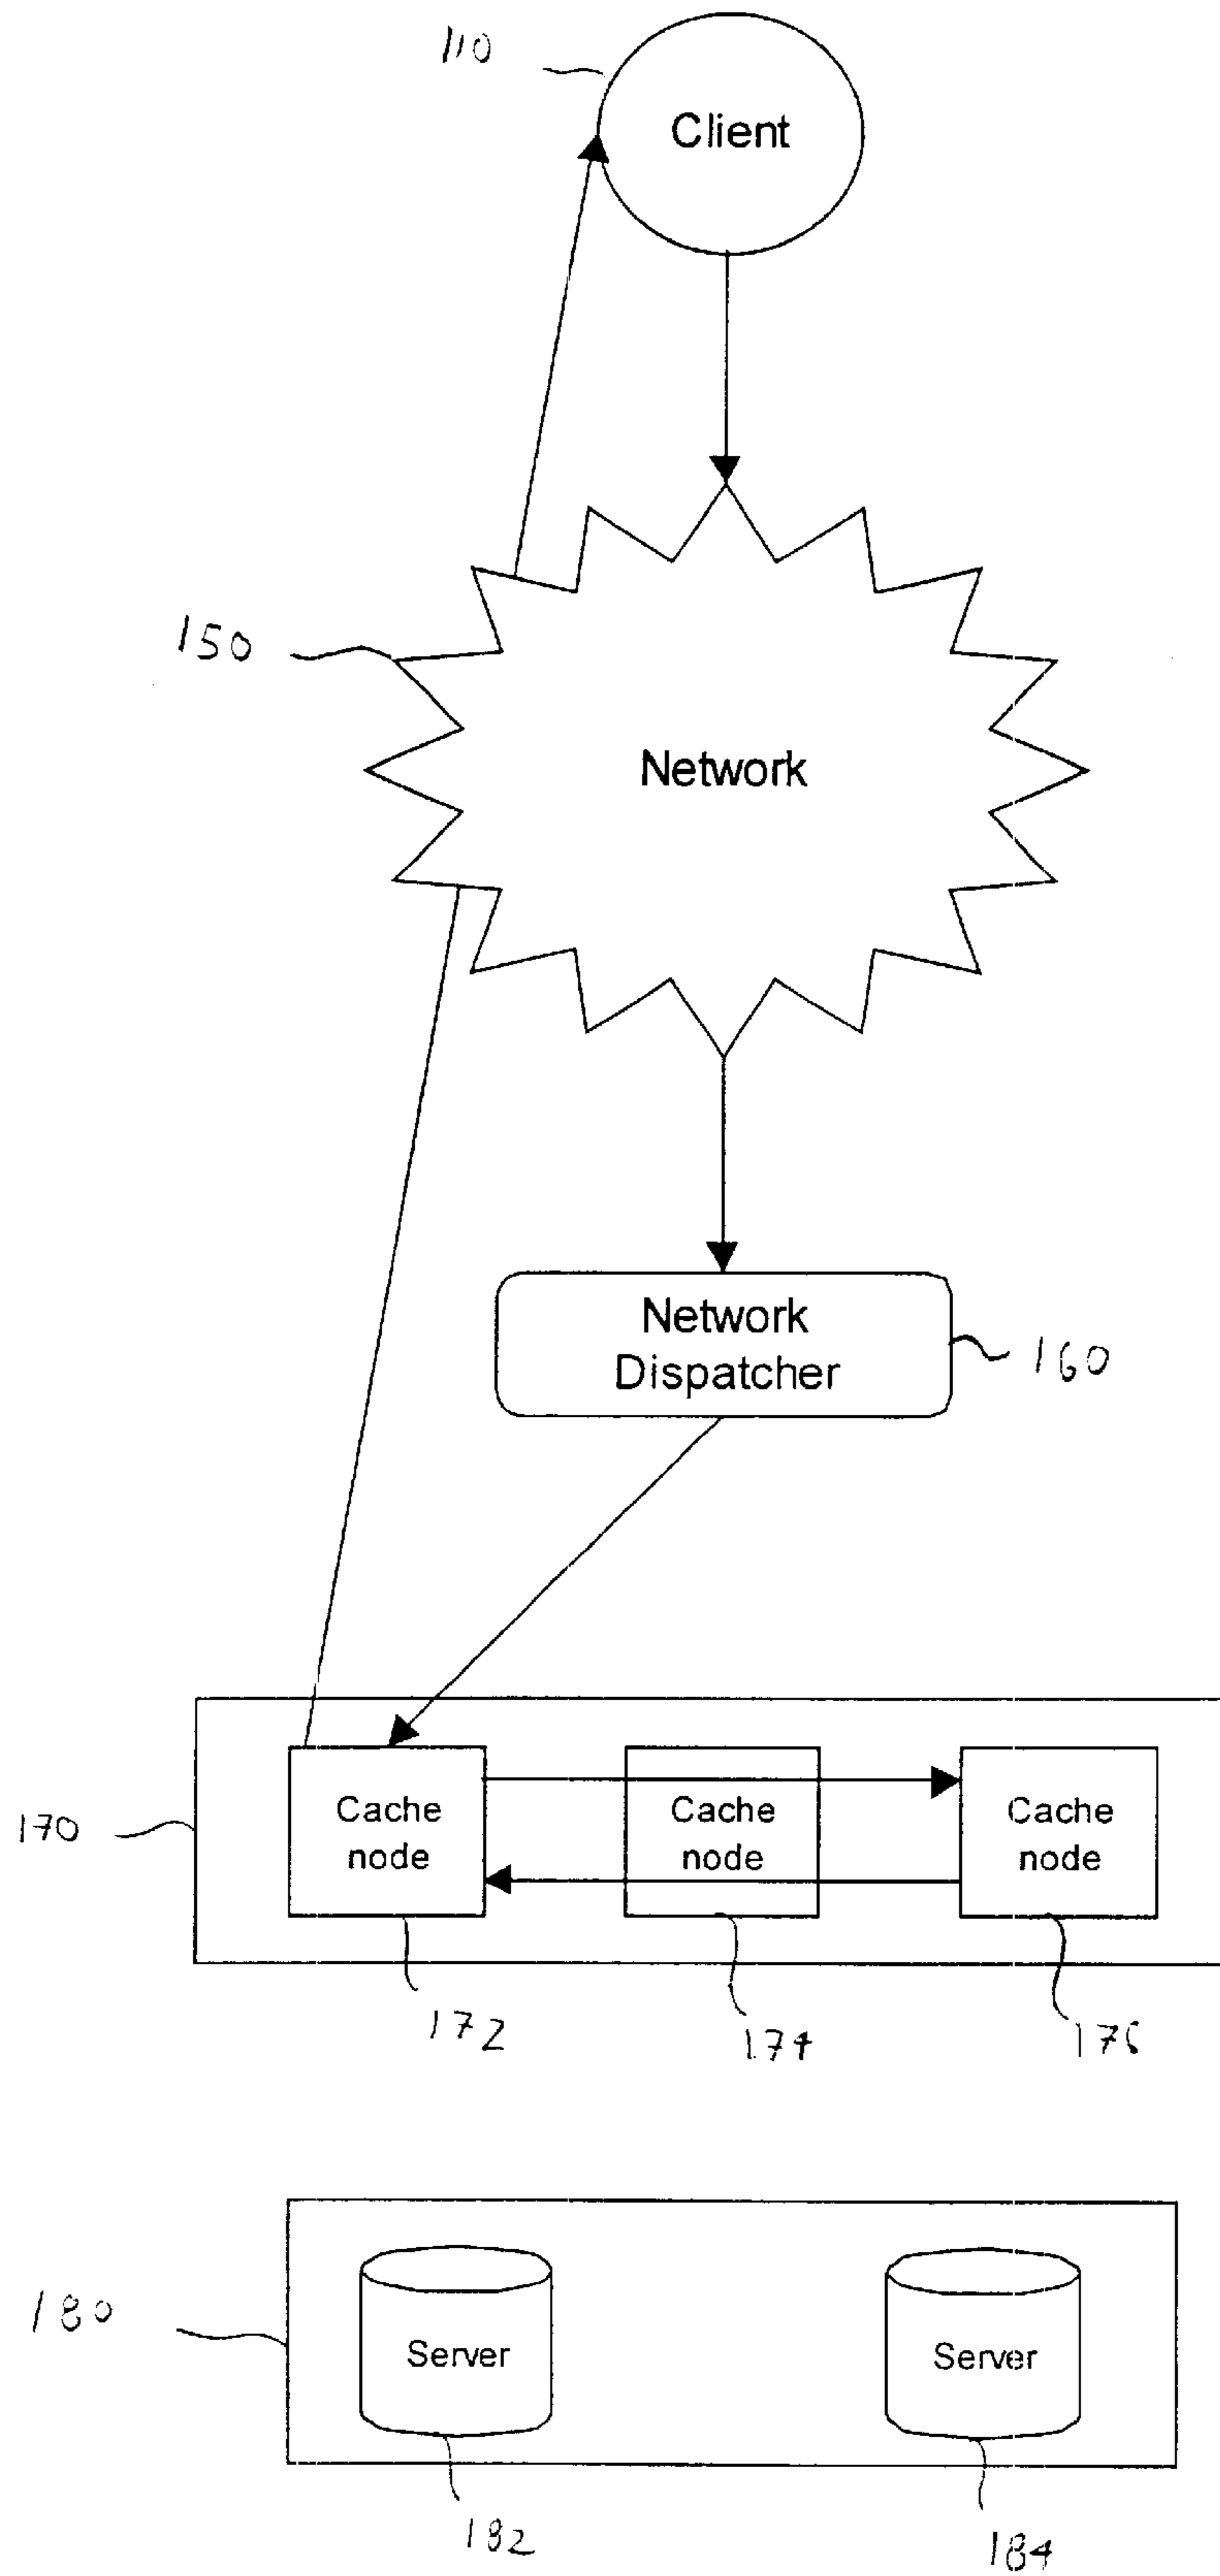 110
Client
150
Network
Network
Dispatcher
160
Cache
node
Cache
node
Cache
node
170
172
174
176
180
Server
Server
182
184